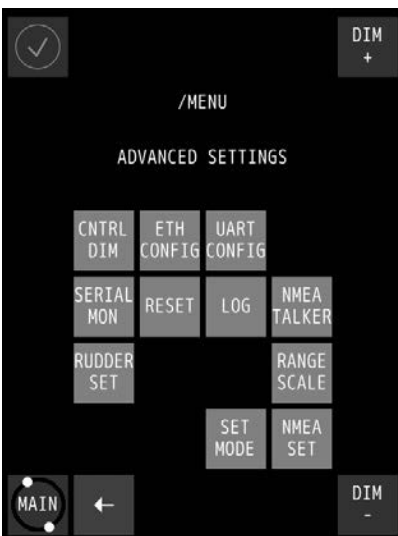 DIM
+
/MENU
ADVANCED SETTINGS
CNTRL
DIM
ETH
CONFIG
UART
CONFIG
SERIAL
MON
RESET
LOG
NMEA
TALKER
RUDDER
SET
RANGE
SCALE
SET
MODE
NMEA
SET
MAIN
←
DIM
-